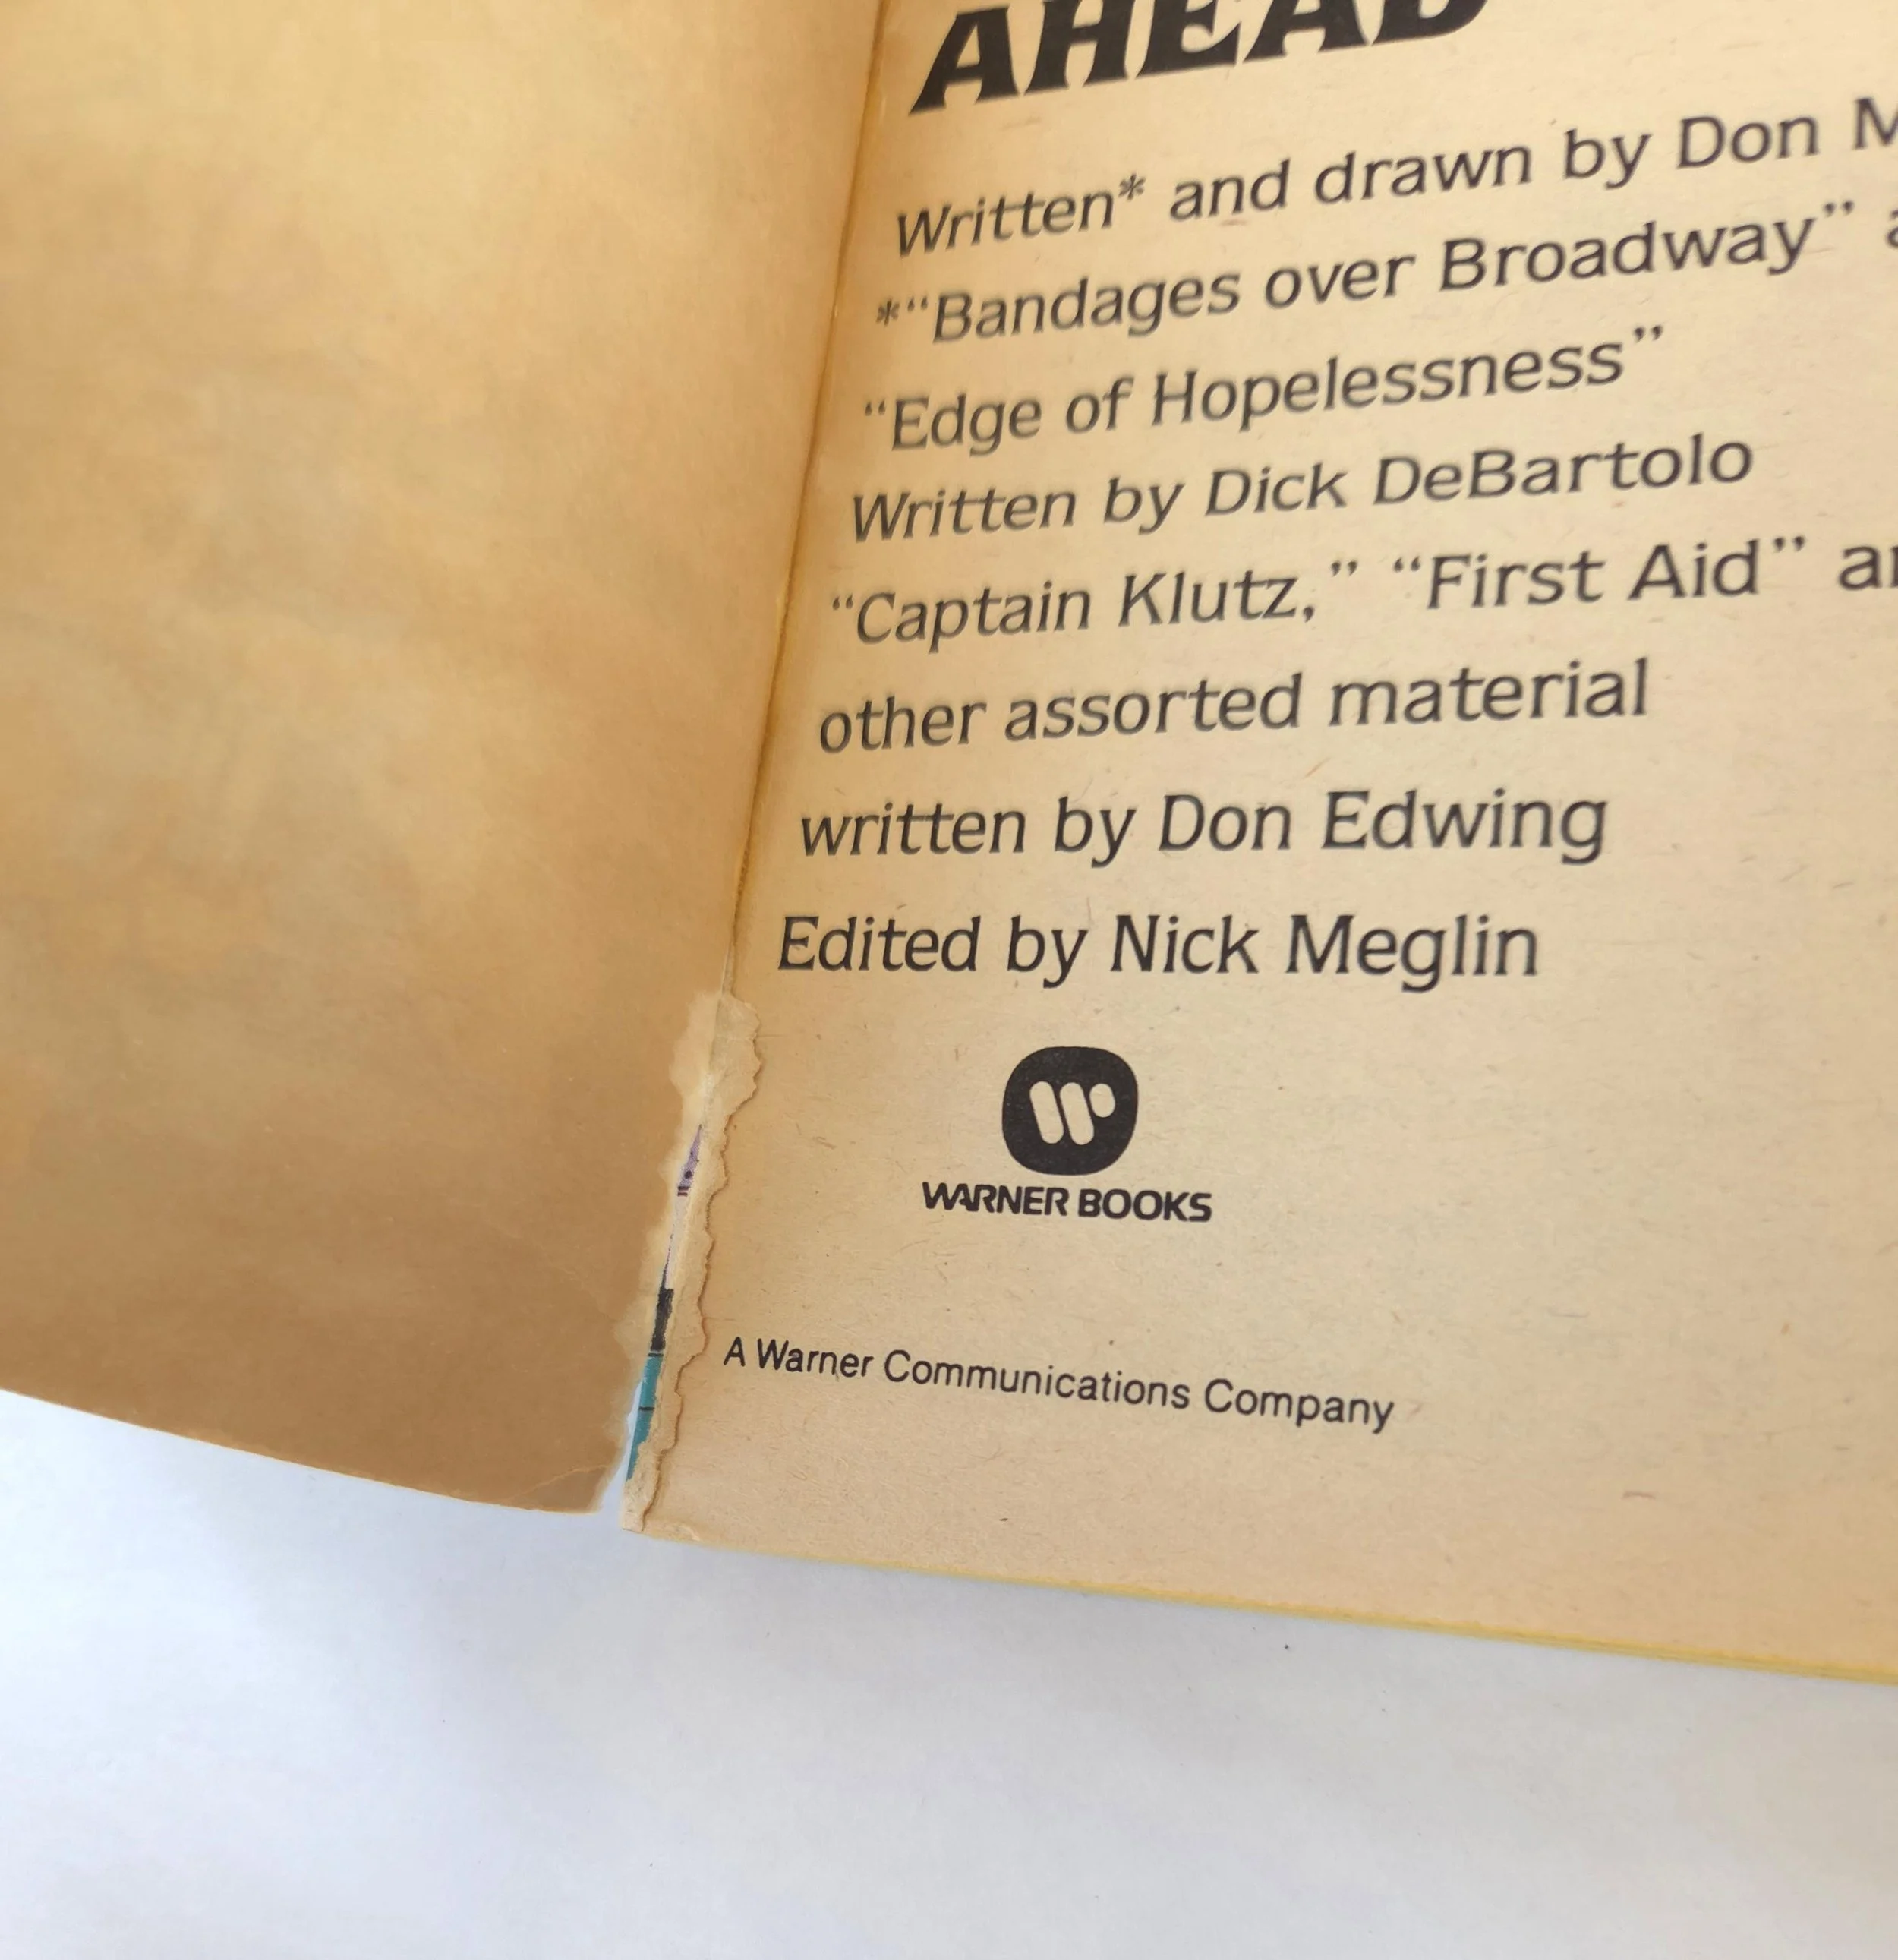 AHEAD
Written* and drawn by Don
*“Bandages over Broadway”
“Edge of Hopelessness”
Written by Dick DeBartolo
“Captain Klutz,” “First Aid”
other assorted material
written by Don Edwing
Edited by Nick Meglin
WARNER BOOKS
A Warner Communications Company